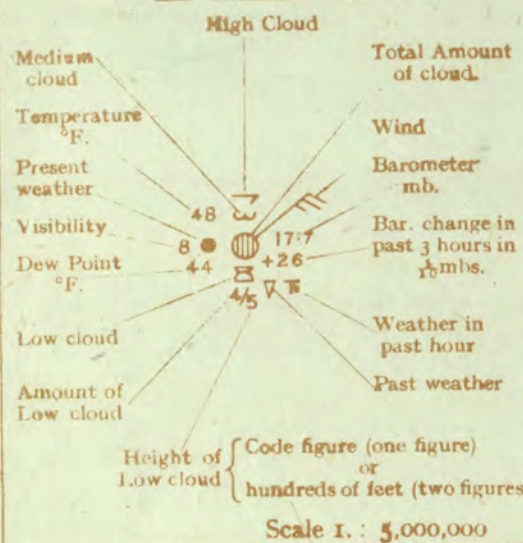 High Cloud
Medium
cloud
Total Amount
of cloud.
Temperature
°F.
Wind
Present
weather
Barometer
mb.
48
Visibility
8
17·7
Bar. change in
past 3 hours in
1/10 mbs.
+26
Dew Point
°F.
44
4/5
Low cloud
Weather in
past hour
Amount of
Low cloud
Past weather
Height of
Low cloud
Code figure (one figure)
or
hundreds of feet (two figures
Scale 1. : 5,000,000